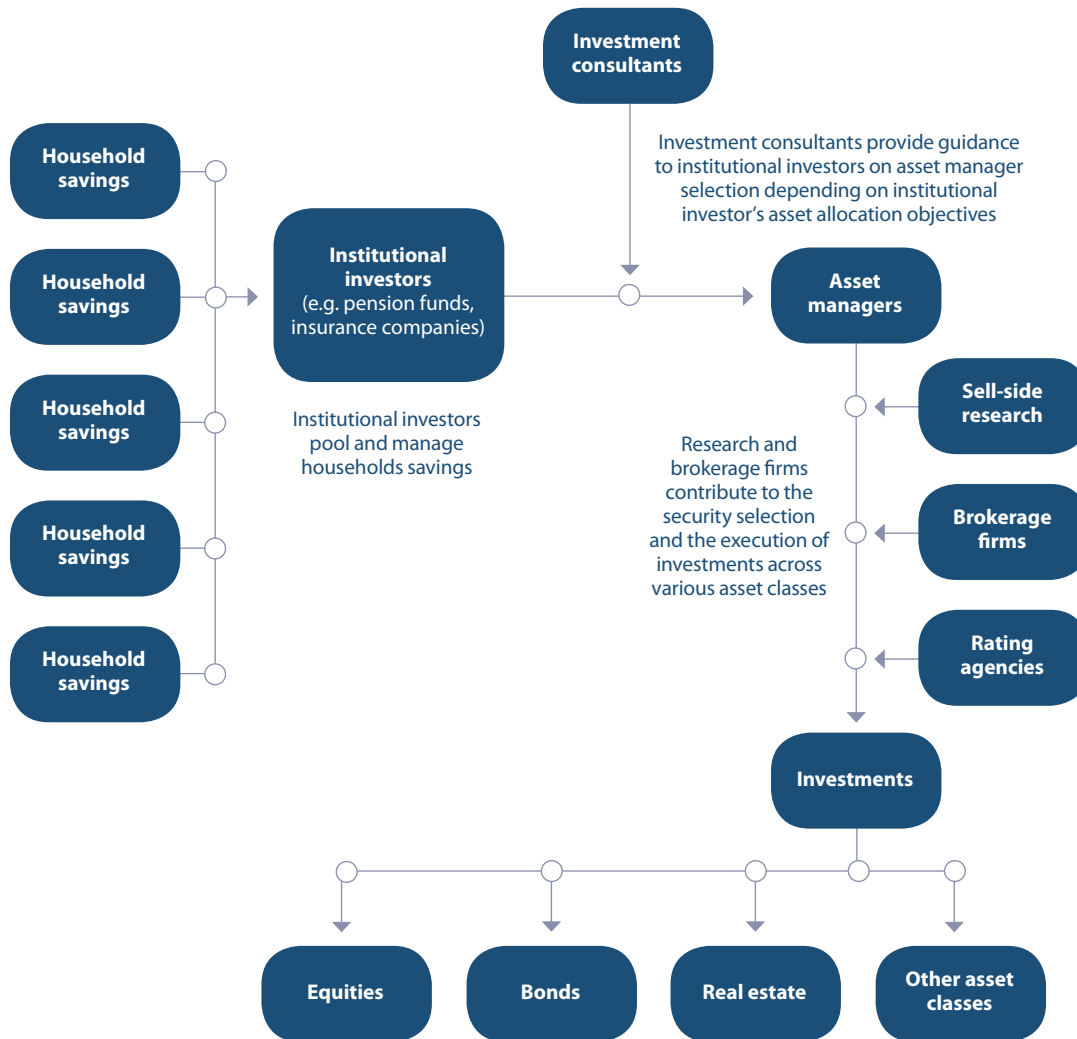 Investment
consultants
Investment consultants provide guidance
to institutional investors on asset manager
selection depending on institutional
investor's asset allocation objectives
Household
savings
Household
savings
Household
savings
Household
savings
Household
savings
Institutional
investors
(e.g. pension funds,
insurance companies)
Institutional investors
pool and manage
households savings
Asset
managers
Sell-side
research
Brokerage
firms
Rating
agencies
Research and
brokerage firms
contribute to the
security selection
and the execution of
investments across
various asset classes
Investments
Equities
Bonds
Real estate
Other asset
classes